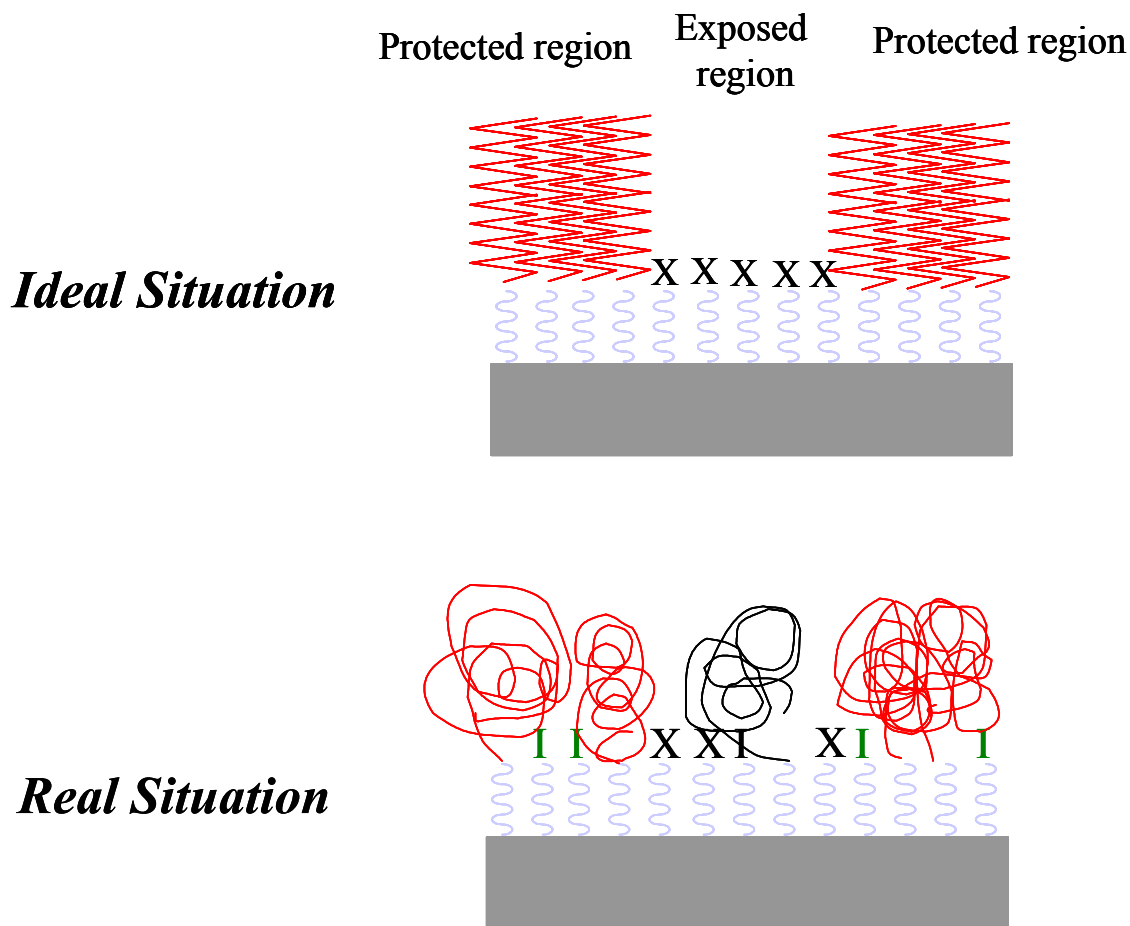 Protected region
Exposed
region
Protected region
Ideal Situation
X X X X X
Real Situation
I I X X I X I I